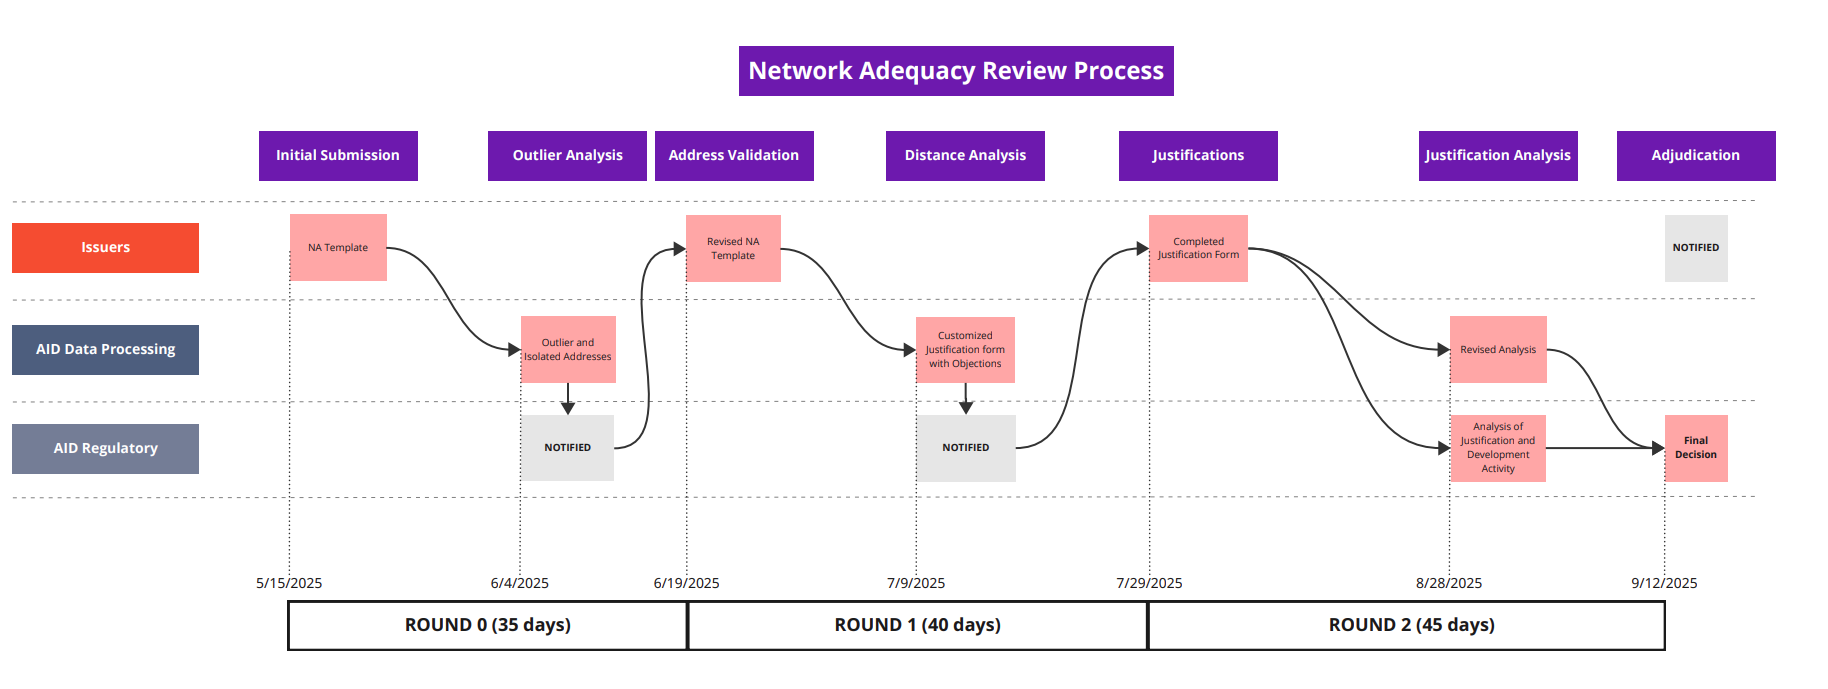 Network Adequacy Review Process
Initial Submission
Outlier Analysis
Address Validation
Distance Analysis
Justifications
Justification Analysis
Adjudication
Issuers
NA Template
Revised NA
Template
Completed
Justification Form
NOTIFIED
AID Data Processing
Outlier and
Isolated Addresses
Customized
Justification form
with Objections
Revised Analysis
AID Regulatory
NOTIFIED
NOTIFIED
Analysis of
Justification and
Development
Activity
Final
Decision
5/15/2025
6/4/2025
6/19/2025
7/9/2025
7/29/2025
8/28/2025
9/12/2025
ROUND 0 (35 days)
ROUND 1 (40 days)
ROUND 2 (45 days)